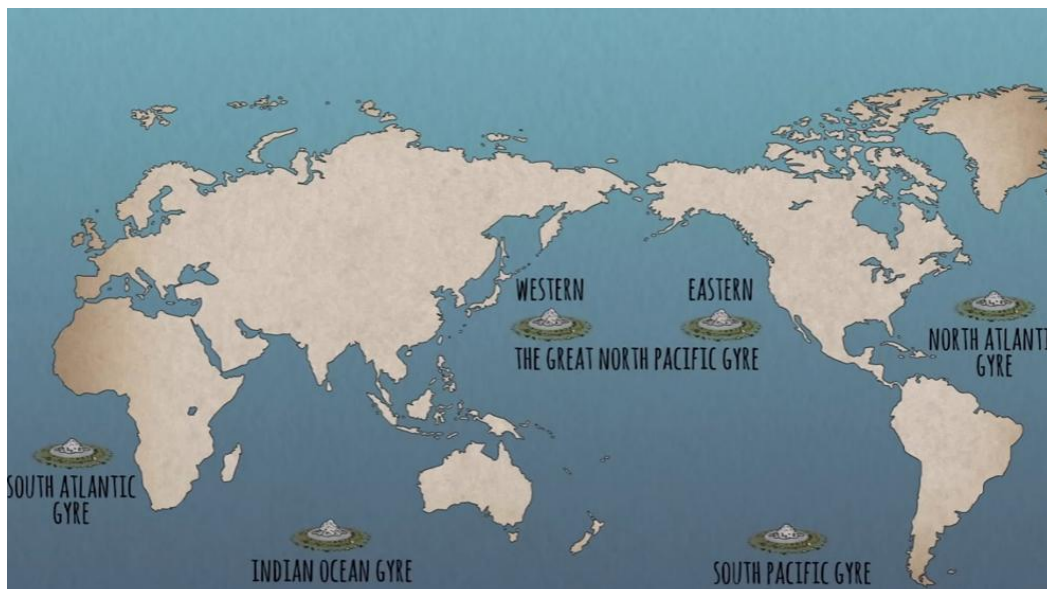 WESTERN
EASTERN
THE GREAT NORTH PACIFIC GYRE
NORTH ATLANTI
GYRE
SOUTH ATLANTIC
GYRE
INDIAN OCEAN GYRE
SOUTH PACIFIC GYRE